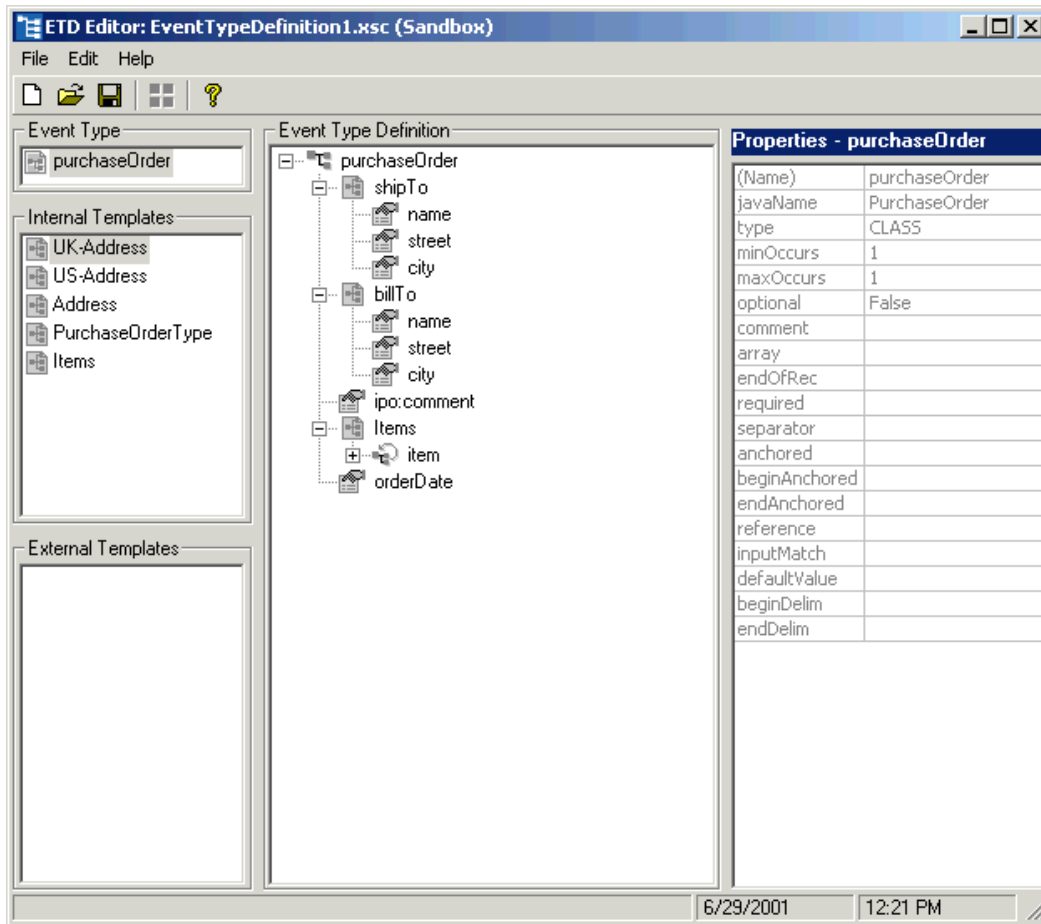 ETD Editor: EventTypeDefinition1.xsc (Sandbox)
File Edit Help
Event Type
purchaseOrder
Internal Templates
UK-Address
US-Address
Address
PurchaseOrderType
Items
External Templates
Event Type Definition
purchaseOrder
shipTo
name
street
city
billTo
name
street
city
ipo:comment
Items
item
orderDate
Properties - purchaseOrder
(Name) purchaseOrder
javaName PurchaseOrder
type CLASS
minOccurs 1
maxOccurs 1
optional False
comment
array
endOfRec
required
separator
anchored
beginAnchored
endAnchored
reference
inputMatch
defaultValue
beginDelim
endDelim
6/29/2001 12:21 PM